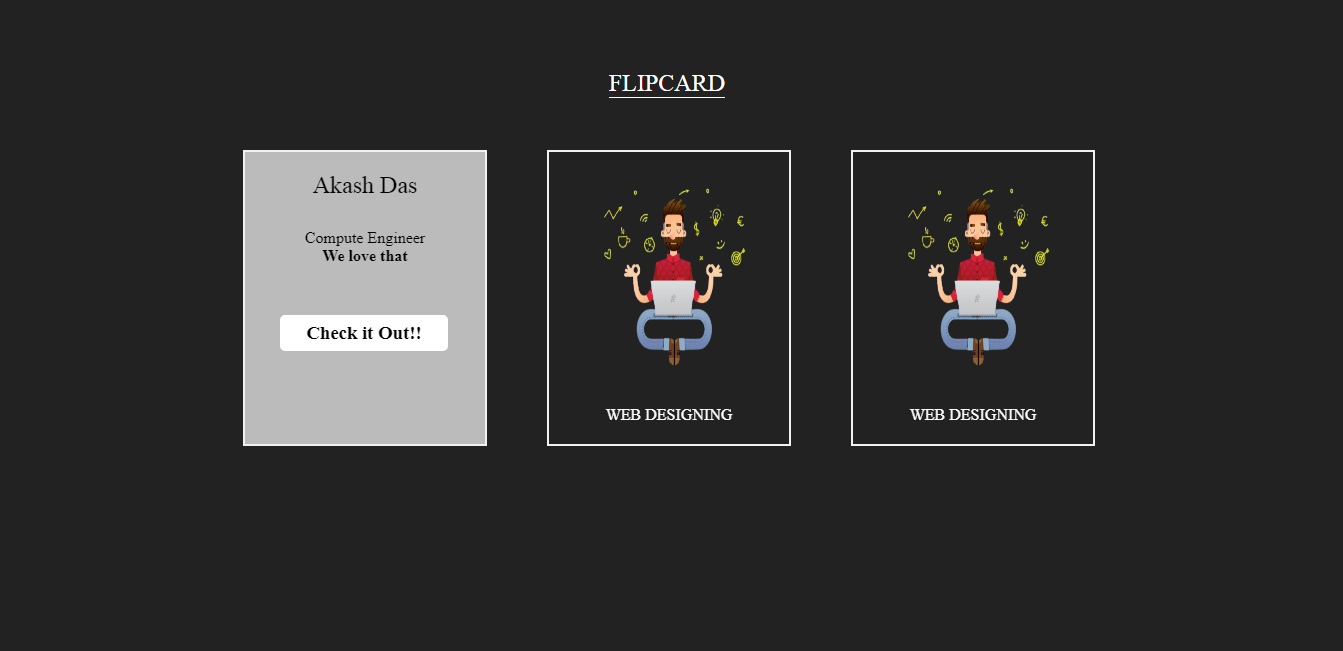 FLIPCARD
Akash Das
Compute Engineer
We love that
Check it Out!!
WEB DESIGNING
WEB DESIGNING